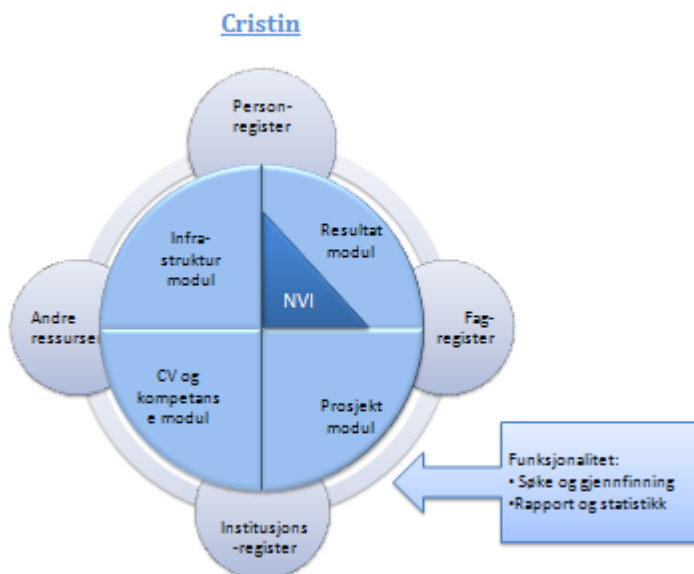 Cristin
Person-
register
Infra-
struktur
modul
Resultat
modul
NVI
Andre
ressurser
Fag-
register
CV og
kompetans
e modul
Prosjekt
modul
Institusjons
-register
Funksjonalitet:
• Søke og gjennfinning
•Rapport og statistikk